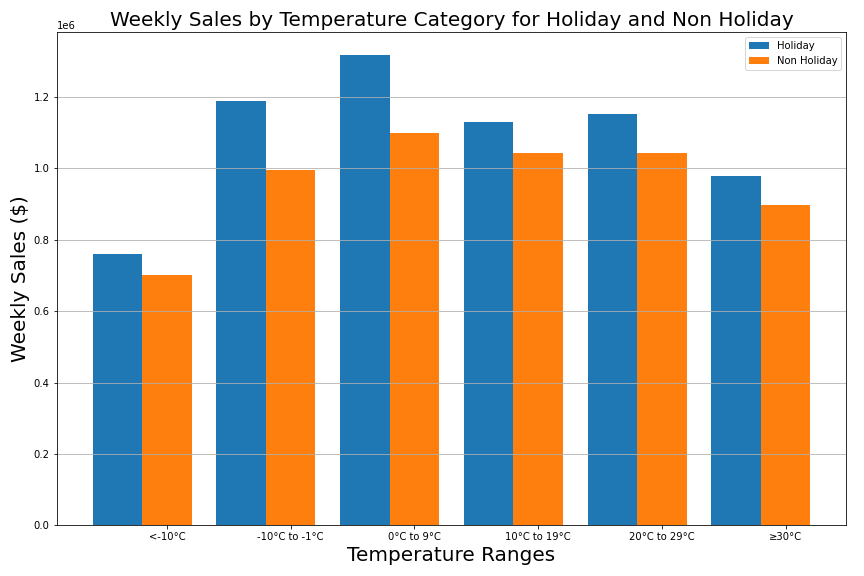 Weekly Sales by Temperature Category for Holiday and Non Holiday
1e6
Holiday
Non Holiday
1.2
1.0
0.8
0.6
0.4
0.2
0.0
Weekly Sales ($)
<-10°C
-10°C to -1°C
0°C to 9°C
10°C to 19°C
20°C to 29°C
≥30°C
Temperature Ranges